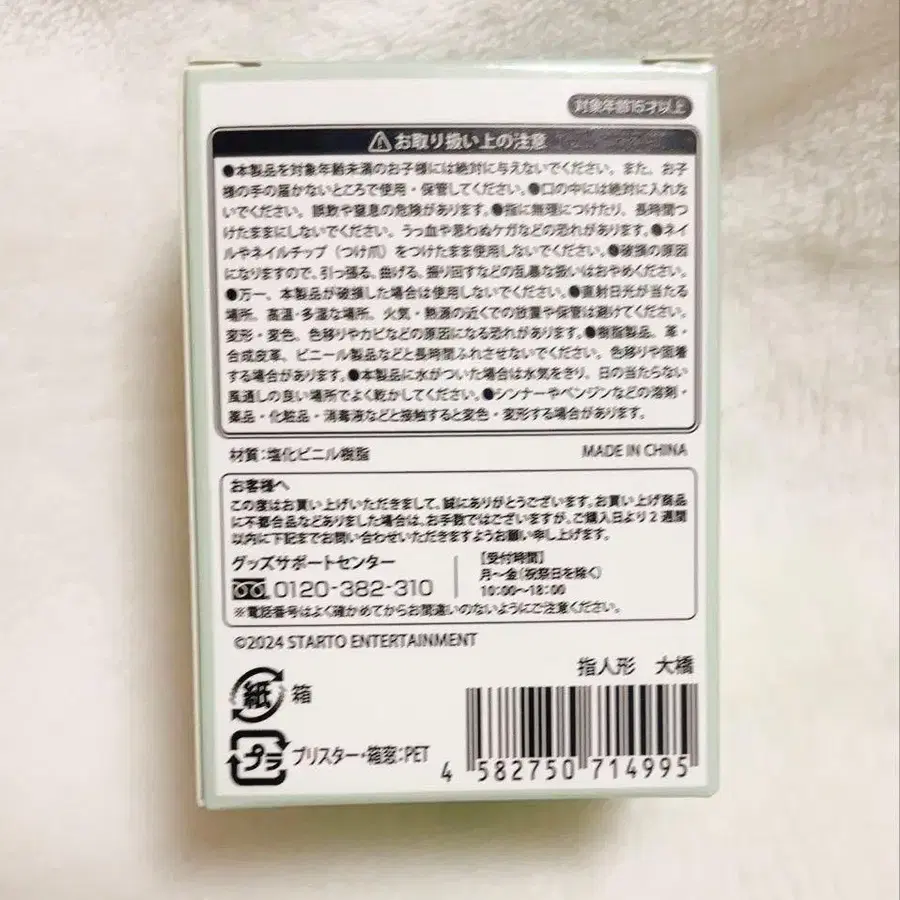 対象年齢15才以上
⚠お取り扱い上の注意
●本製品を対象年齢未満のお子様には絶対に与えないでください。また、お子
様の手の届かないところで使用・保管してください。●口の中には絶対に入れな
いでください。誤飲や窒息の危険があります。●指に無理につけたり、長時間つ
けたままにしないでください。うっ血や思わぬケガなどの恐れがあります。●ネイ
ルやネイルチップ（つけ爪）をつけたまま使用しないでください。●破損の原因
になりますので、引っ張る、曲げる、振り回すなどの乱暴な扱いはおやめください。
●万一、本製品が破損した場合は使用しないでください。●直射日光が当たる
場所、高温・多湿な場所、火気・熱源の近くでの放置や保管は避けてください。
変形・変色、色移りやカビなどの原因になる恐れがあります。●樹脂製品、革・
合成皮革、ビニール製品などと長時間ふれさせないでください。色移りや固着
する場合があります。●本製品に水がついた場合は水気をきり、日の当たらない
風通しの良い場所でよく乾かしてください。●シンナーやベンジンなどの溶剤・
薬品・化粧品・消毒液などと接触すると変色・変形する場合があります。
材質：塩化ビニル樹脂
MADE IN CHINA
お客様へ
この度はお買い上げいただきまして、誠にありがとうございます。お買い上げ商品
に不都合品などありました場合は、お手数ではございますが、ご購入日より2週間
以内に下記までお問い合わせいただきますようお願い申し上げます。
グッズサポートセンター
0120-382-310
【受付時間】
月〜金（祝祭日を除く）
10:00〜18:00
※電話番号はよく確かめてからお間違いのないようにご注意ください。
©2024 STARTO ENTERTAINMENT
指人形 大橋
紙 箱
プラ ブリスター・箱窓：PET
4 582750 714995